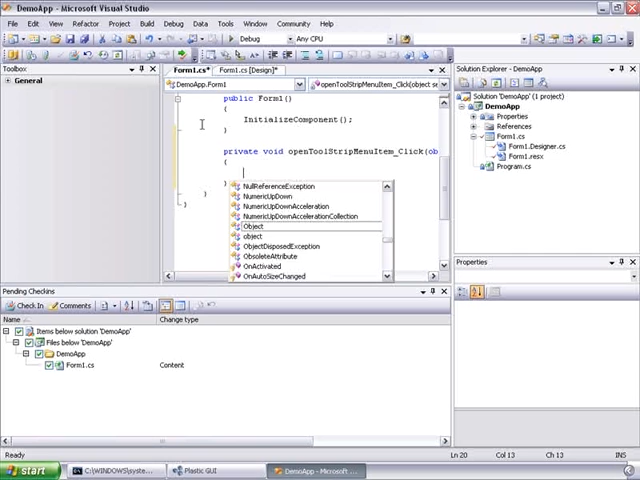 DemoApp - Microsoft Visual Studio
File Edit View Refactor Project Build Debug Data Tools Window Community Help
Debug Any CPU
Toolbox
General
Form1.cs* Form1.cs [Design]*
DemoApp.Form1 openToolStripMenuItem_Click(object se
public Form1()
{
InitializeComponent();
}
private void openToolStripMenuItem_Click(ob
{
}
}
}
NullReferenceException
NumericUpDown
NumericUpDownAcceleration
NumericUpDownAccelerationCollection
Object
object
ObjectDisposedException
ObsoleteAttribute
OnActivated
OnAutoSizeChanged
Solution Explorer - DemoApp
Solution 'DemoApp' (1 project)
DemoApp
Properties
References
Form1.cs
Form1.Designer.cs
Form1.resx
Program.cs
Properties
Pending Checkins
Check In Comments
Name Change type
Items below solution 'DemoApp'
Files below 'DemoApp'
DemoApp
Form1.cs Content
Ready Ln 20 Col 13 Ch 13 INS
start C:\WINDOWS\syste... Plastic GUI DemoApp - Microsoft ...